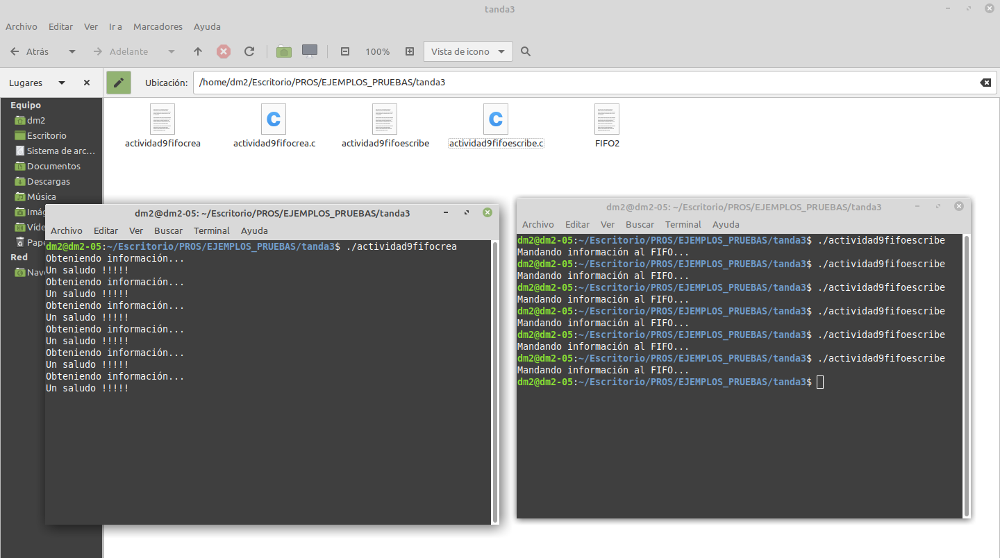 tanda3
Archivo Editar Ver Ir a Marcadores Ayuda
Atrás Adelante 100% Vista de icono
Lugares Ubicación: /home/dm2/Escritorio/PROS/EJEMPLOS_PRUEBAS/tanda3
Equipo
dm2
Escritorio
Sistema de arc...
Documentos
Descargas
Música
Imág
Víde
Pape
Red
Nave
actividad9fifocrea actividad9fifocrea.c actividad9fifoescribe actividad9fifoescribe.c FIFO2
dm2@dm2-05: ~/Escritorio/PROS/EJEMPLOS_PRUEBAS/tanda3
Archivo Editar Ver Buscar Terminal Ayuda
dm2@dm2-05:~/Escritorio/PROS/EJEMPLOS_PRUEBAS/tanda3$ ./actividad9fifocrea
Obteniendo información...
Un saludo !!!!!
Obteniendo información...
Un saludo !!!!!
Obteniendo información...
Un saludo !!!!!
Obteniendo información...
Un saludo !!!!!
Obteniendo información...
Un saludo !!!!!
Obteniendo información...
Un saludo !!!!!
dm2@dm2-05: ~/Escritorio/PROS/EJEMPLOS_PRUEBAS/tanda3
Archivo Editar Ver Buscar Terminal Ayuda
dm2@dm2-05:~/Escritorio/PROS/EJEMPLOS_PRUEBAS/tanda3$ ./actividad9fifoescribe
Mandando información al FIFO...
dm2@dm2-05:~/Escritorio/PROS/EJEMPLOS_PRUEBAS/tanda3$ ./actividad9fifoescribe
Mandando información al FIFO...
dm2@dm2-05:~/Escritorio/PROS/EJEMPLOS_PRUEBAS/tanda3$ ./actividad9fifoescribe
Mandando información al FIFO...
dm2@dm2-05:~/Escritorio/PROS/EJEMPLOS_PRUEBAS/tanda3$ ./actividad9fifoescribe
Mandando información al FIFO...
dm2@dm2-05:~/Escritorio/PROS/EJEMPLOS_PRUEBAS/tanda3$ ./actividad9fifoescribe
Mandando información al FIFO...
dm2@dm2-05:~/Escritorio/PROS/EJEMPLOS_PRUEBAS/tanda3$ ./actividad9fifoescribe
Mandando información al FIFO...
dm2@dm2-05:~/Escritorio/PROS/EJEMPLOS_PRUEBAS/tanda3$